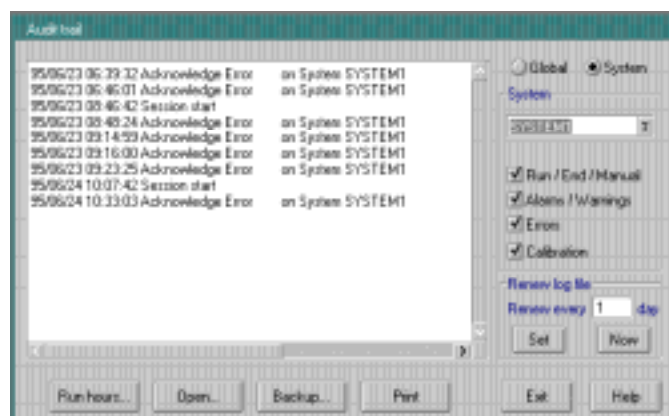 Audit trail
95/06/23 06:39:32 Acknowledge Error on System SYSTEM1
95/06/23 06:46:01 Acknowledge Error on System SYSTEM1
95/06/23 08:46:42 Session start
95/06/23 08:48:24 Acknowledge Error on System SYSTEM1
95/06/23 09:14:59 Acknowledge Error on System SYSTEM1
95/06/23 09:16:00 Acknowledge Error on System SYSTEM1
95/06/23 09:23:25 Acknowledge Error on System SYSTEM1
95/06/24 10:07:42 Session start
95/06/24 10:33:03 Acknowledge Error on System SYSTEM1
Global System
System
Run / End / Manual
Alarms / Warnings
Errors
Calibration
Renew log file
Renew every 1 day
Set Now
Run hours... Open... Backup... Print Exit Help